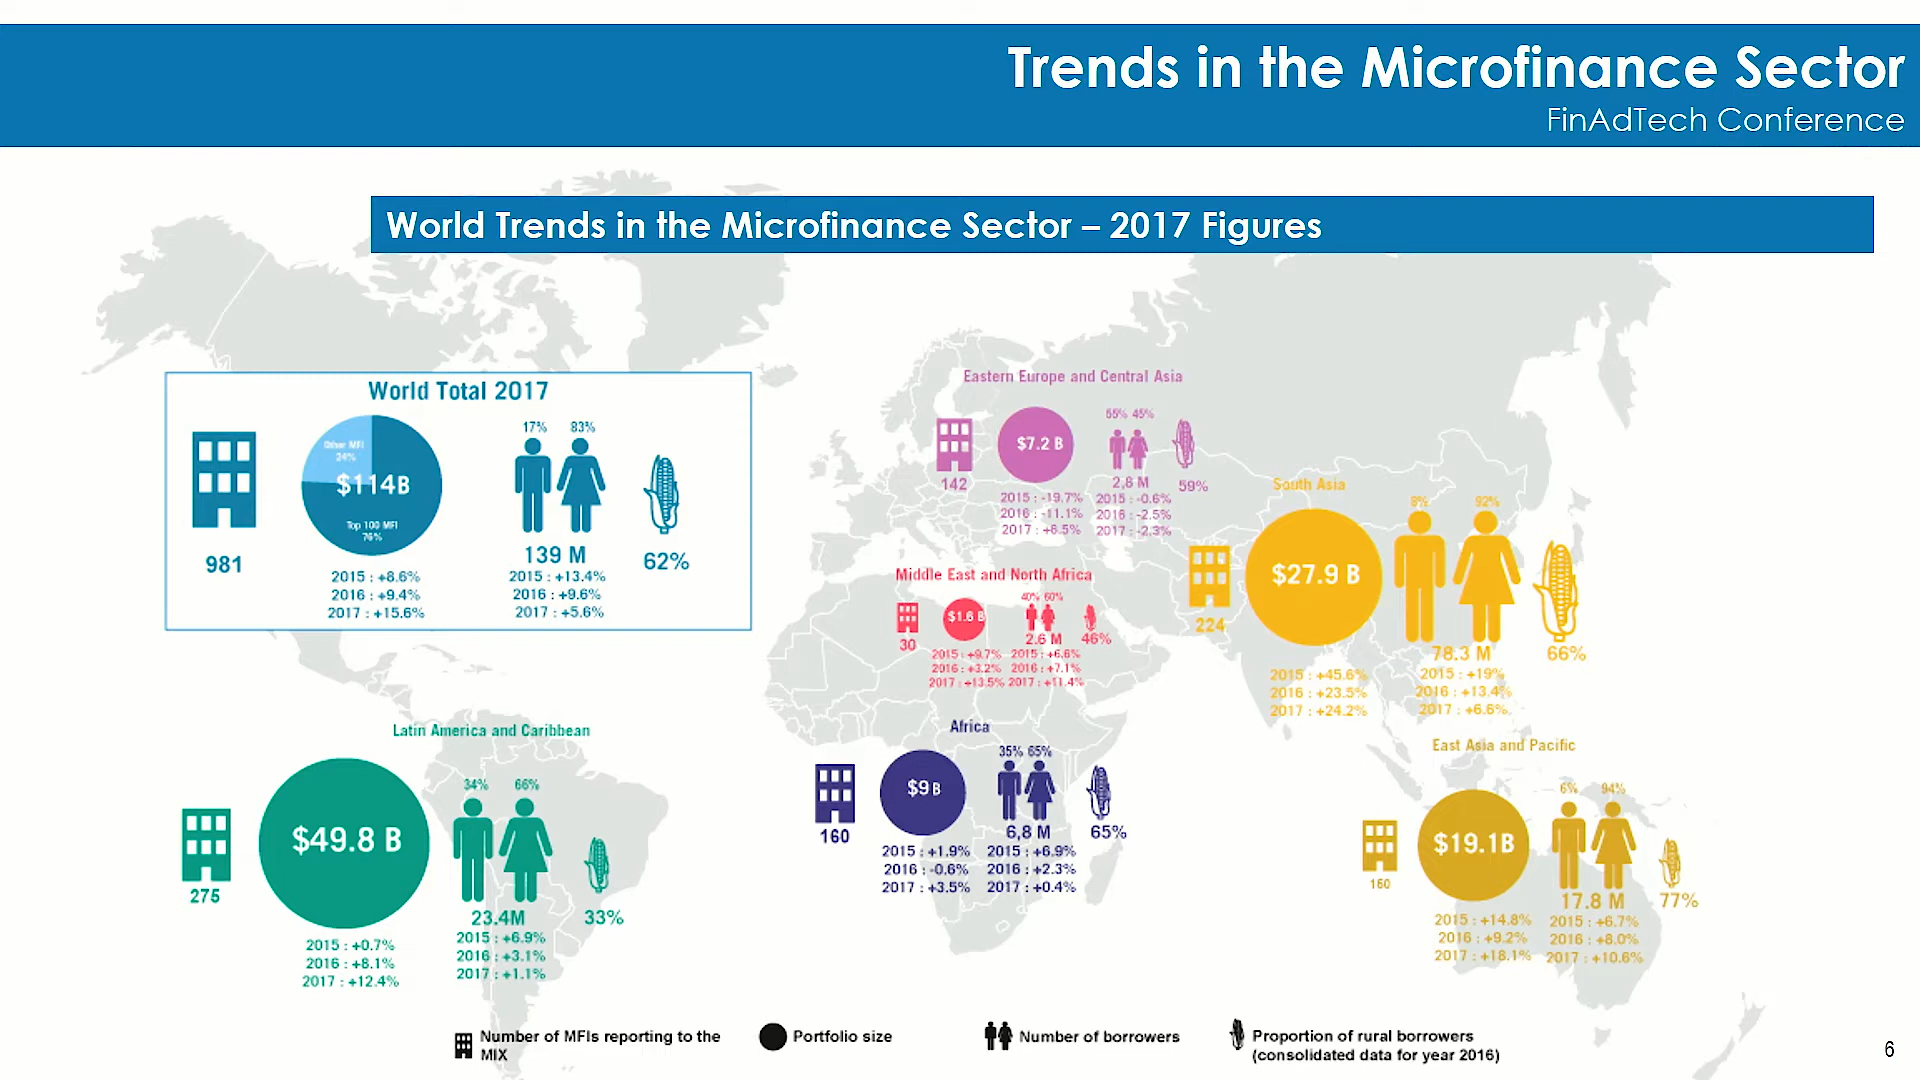 Trends in the Microfinance Sector
FinAdTech Conference
World Trends in the Microfinance Sector – 2017 Figures
World Total 2017
981
Other MFI
24%
$114B
Top 100 MFI
76%
2015 : +8.6%
2016 : +9.4%
2017 : +15.6%
17% 83%
139 M
2015 : +13.4%
2016 : +9.6%
2017 : +5.6%
62%
Eastern Europe and Central Asia
142
$7.2 B
2015 : -19.7%
2016 : -11.1%
2017 : +6.5%
55% 45%
2,8 M
2015 : -0.6%
2016 : -2.5%
2017 : -2.3%
59%
South Asia
224
$27.9 B
2015 : +45.6%
2016 : +23.5%
2017 : +24.2%
8% 92%
78.3 M
2015 : +19%
2016 : +13.4%
2017 : +6.6%
66%
Middle East and North Africa
30
$1.6 B
2015 : +9.7%
2016 : +3.2%
2017 : +13.5%
40% 60%
2.6 M
2015 : +6.6%
2016 : +7.1%
2017 : +11.4%
46%
Latin America and Caribbean
275
$49.8 B
2015 : +0.7%
2016 : +8.1%
2017 : +12.4%
34% 66%
23.4M
2015 : +6.9%
2016 : +3.1%
2017 : +1.1%
33%
Africa
160
$9 B
2015 : +1.9%
2016 : -0.6%
2017 : +3.5%
35% 65%
6,8 M
2015 : +6.9%
2016 : +2.3%
2017 : +0.4%
65%
East Asia and Pacific
160
$19.1B
2015 : +14.8%
2016 : +9.2%
2017 : +18.1%
6% 94%
17.8 M
2015 : +6.7%
2016 : +8.0%
2017 : +10.6%
77%
Number of MFIs reporting to the
MIX
Portfolio size
Number of borrowers
Proportion of rural borrowers
(consolidated data for year 2016)
6